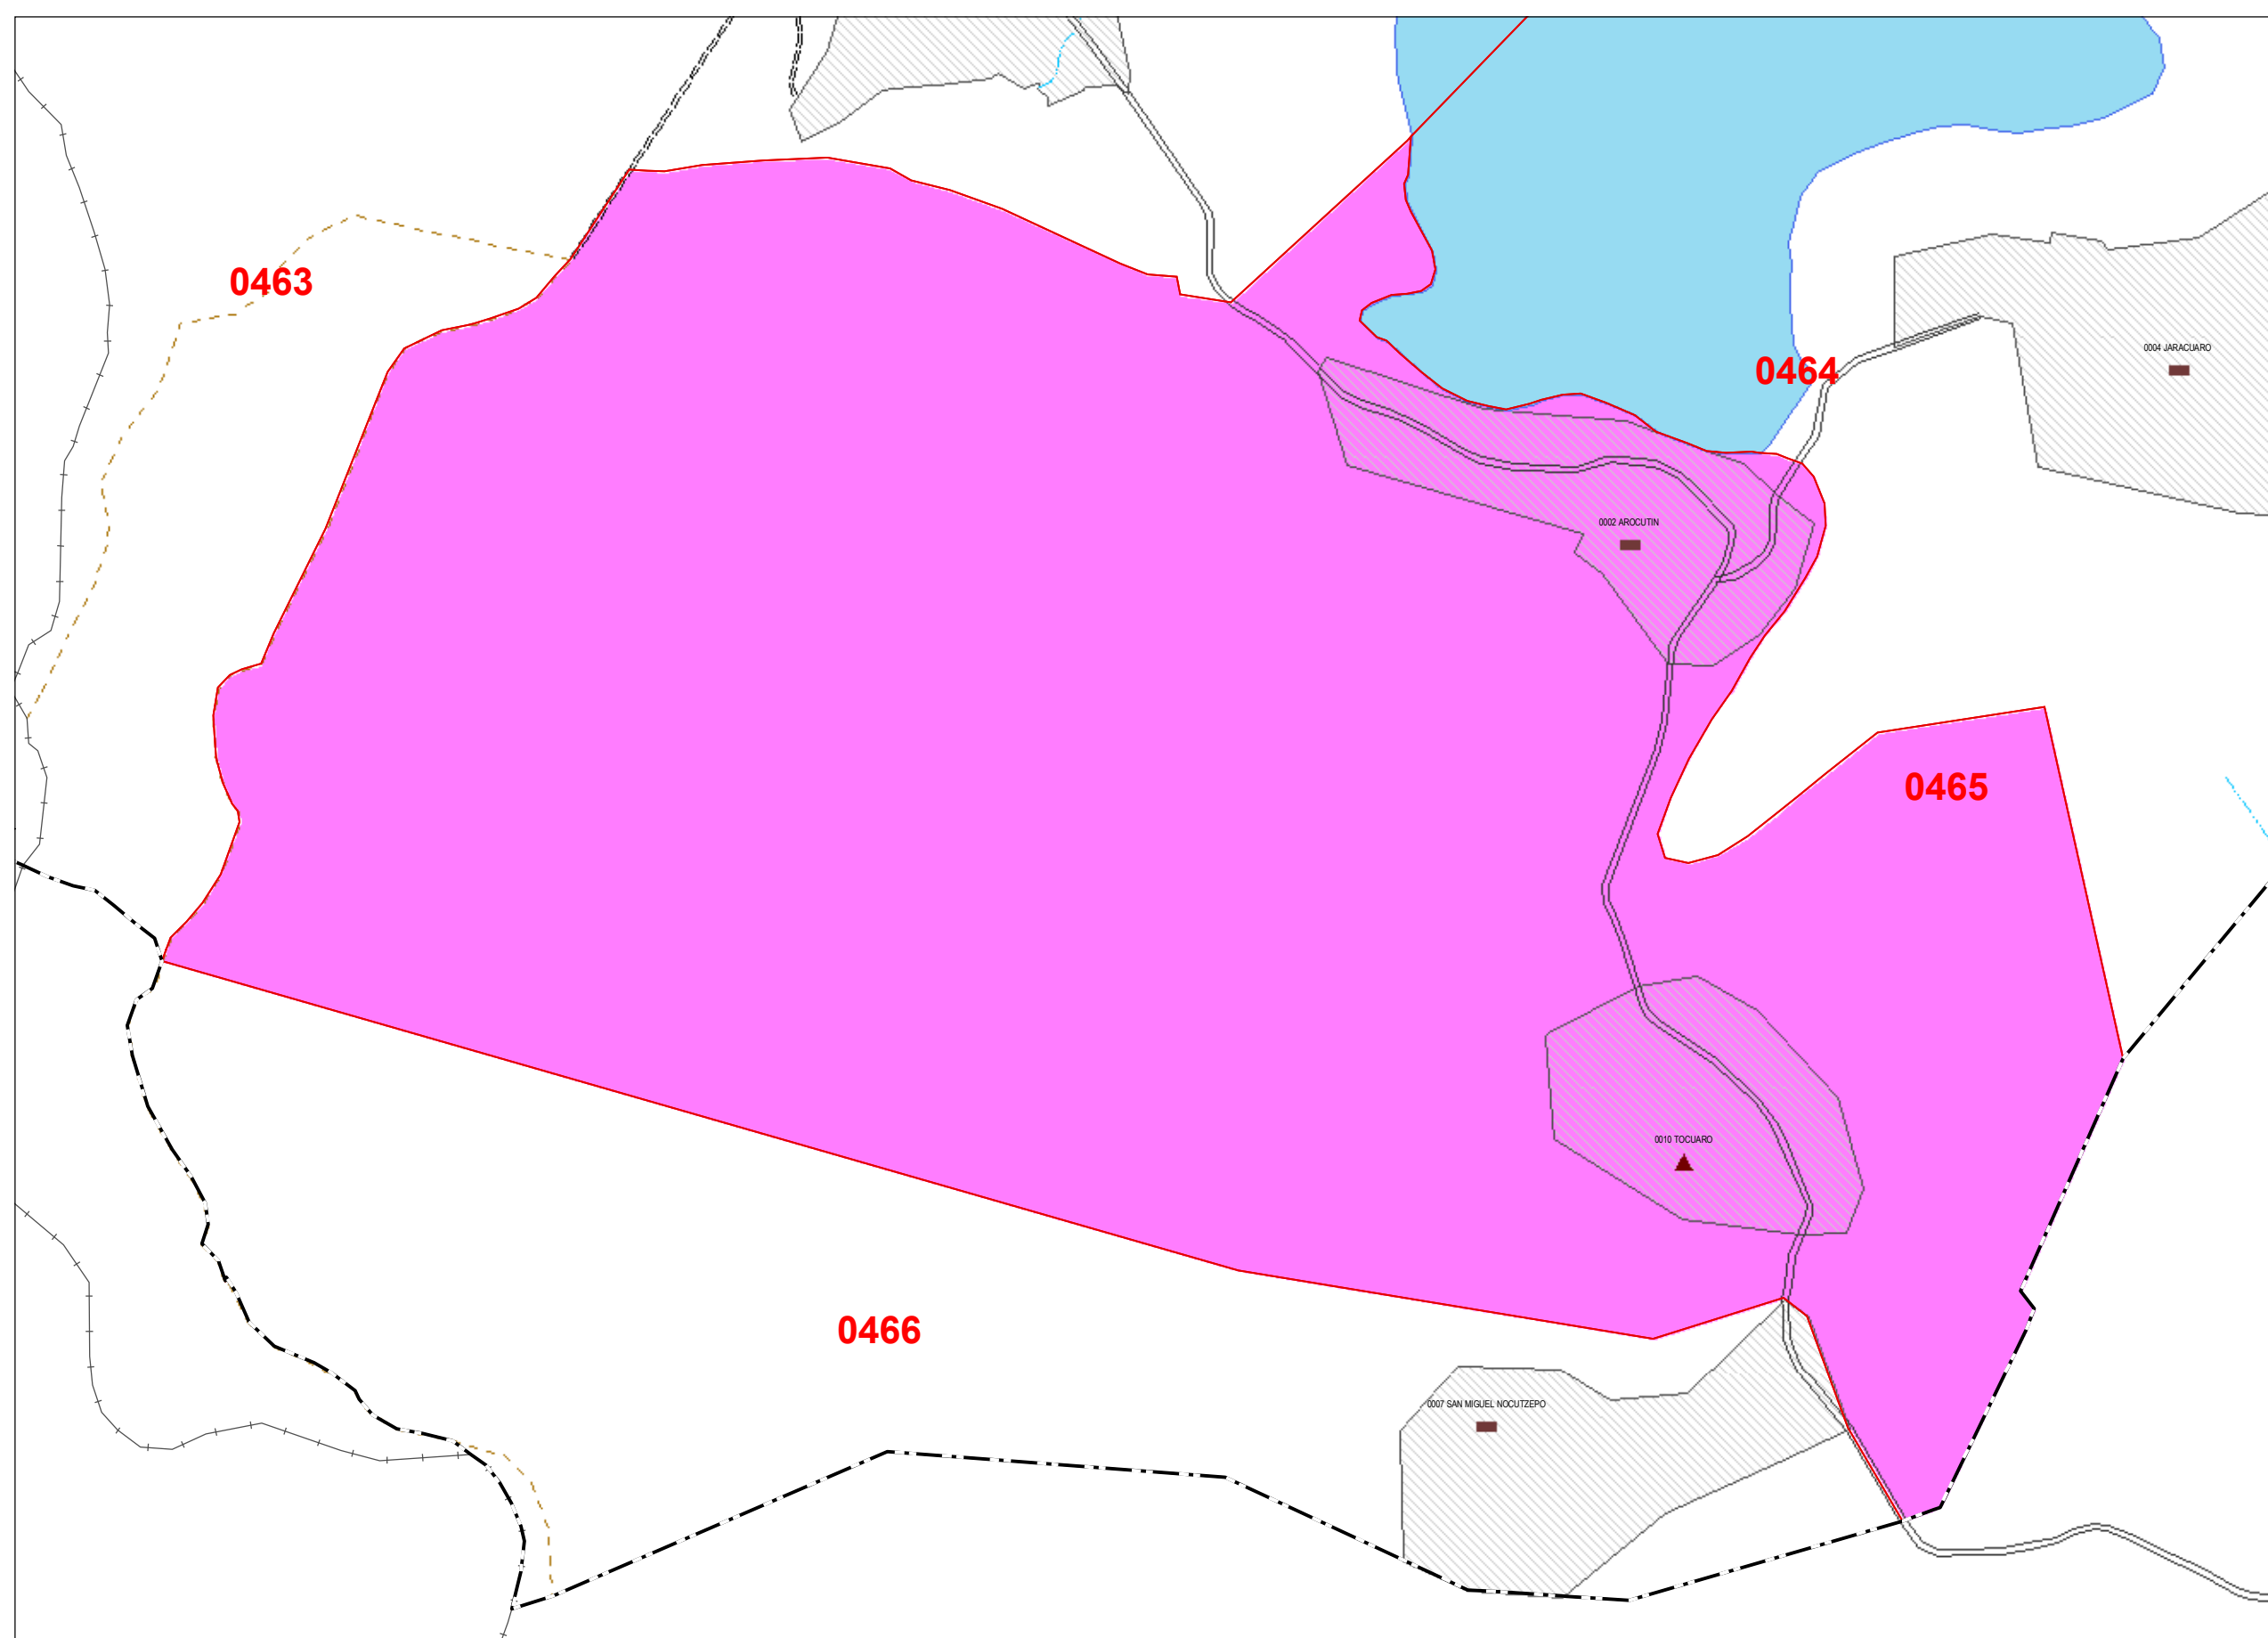 0463
0464
0004 JARACUARO
0002 AROCUTIN
0465
0010 TOCUARO
0466
0007 SAN MIGUEL NOCUTZEPO